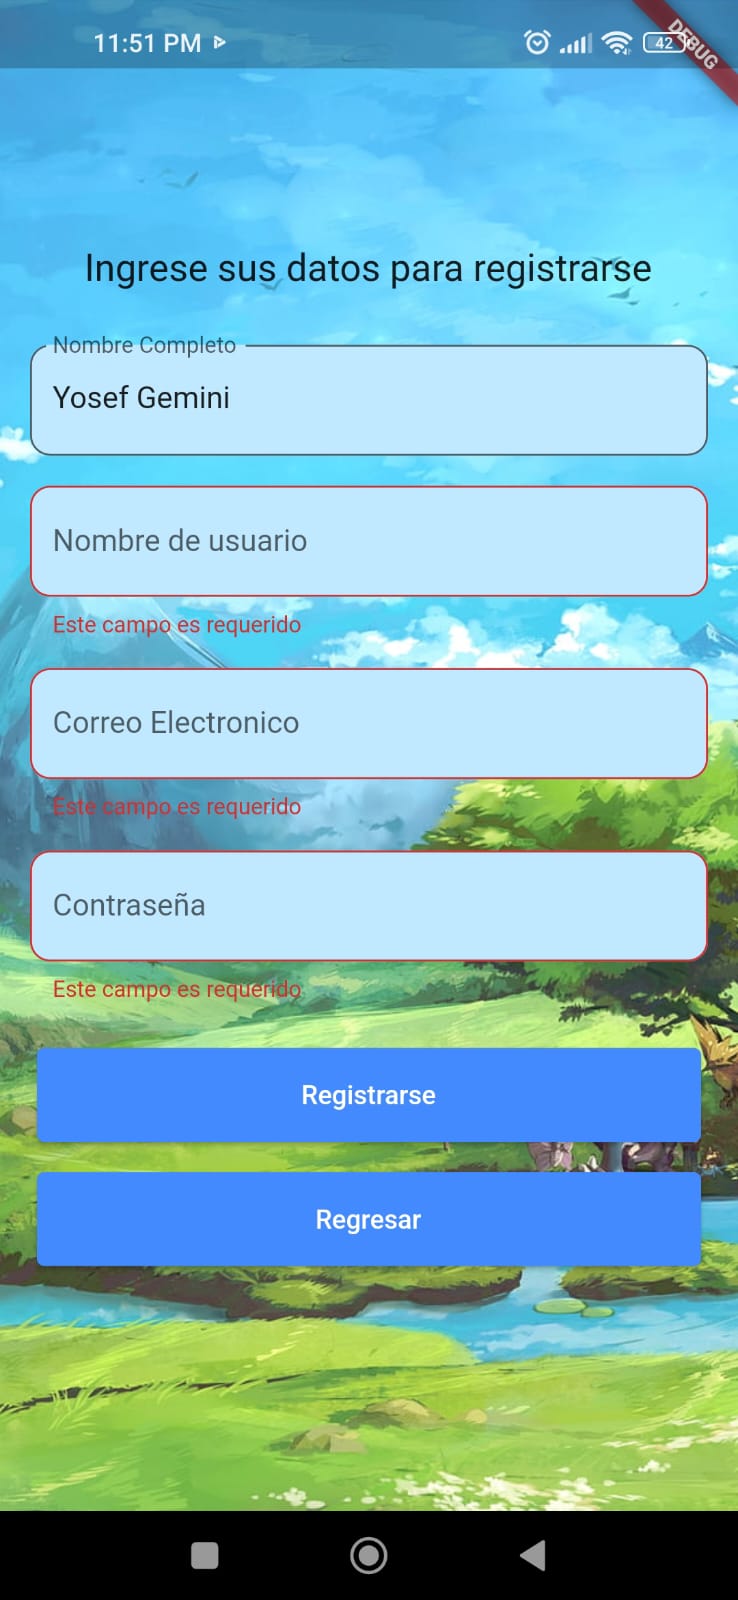 11:51 PM
42
DEBUG
Ingrese sus datos para registrarse
Nombre Completo
Yosef Gemini
Nombre de usuario
Este campo es requerido
Correo Electronico
Este campo es requerido
Contraseña
Este campo es requerido
Registrarse
Regresar